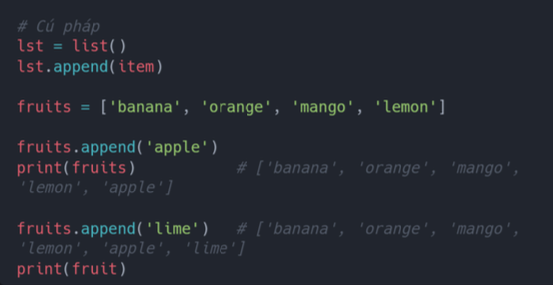 # Cú pháp
lst = list()
lst.append(item)
fruits = ['banana', 'orange', 'mango', 'lemon']
fruits.append('apple')
print(fruits)           # ['banana', 'orange', 'mango',
'lemon', 'apple']
fruits.append('lime')   # ['banana', 'orange', 'mango',
'lemon', 'apple', 'lime']
print(fruit)